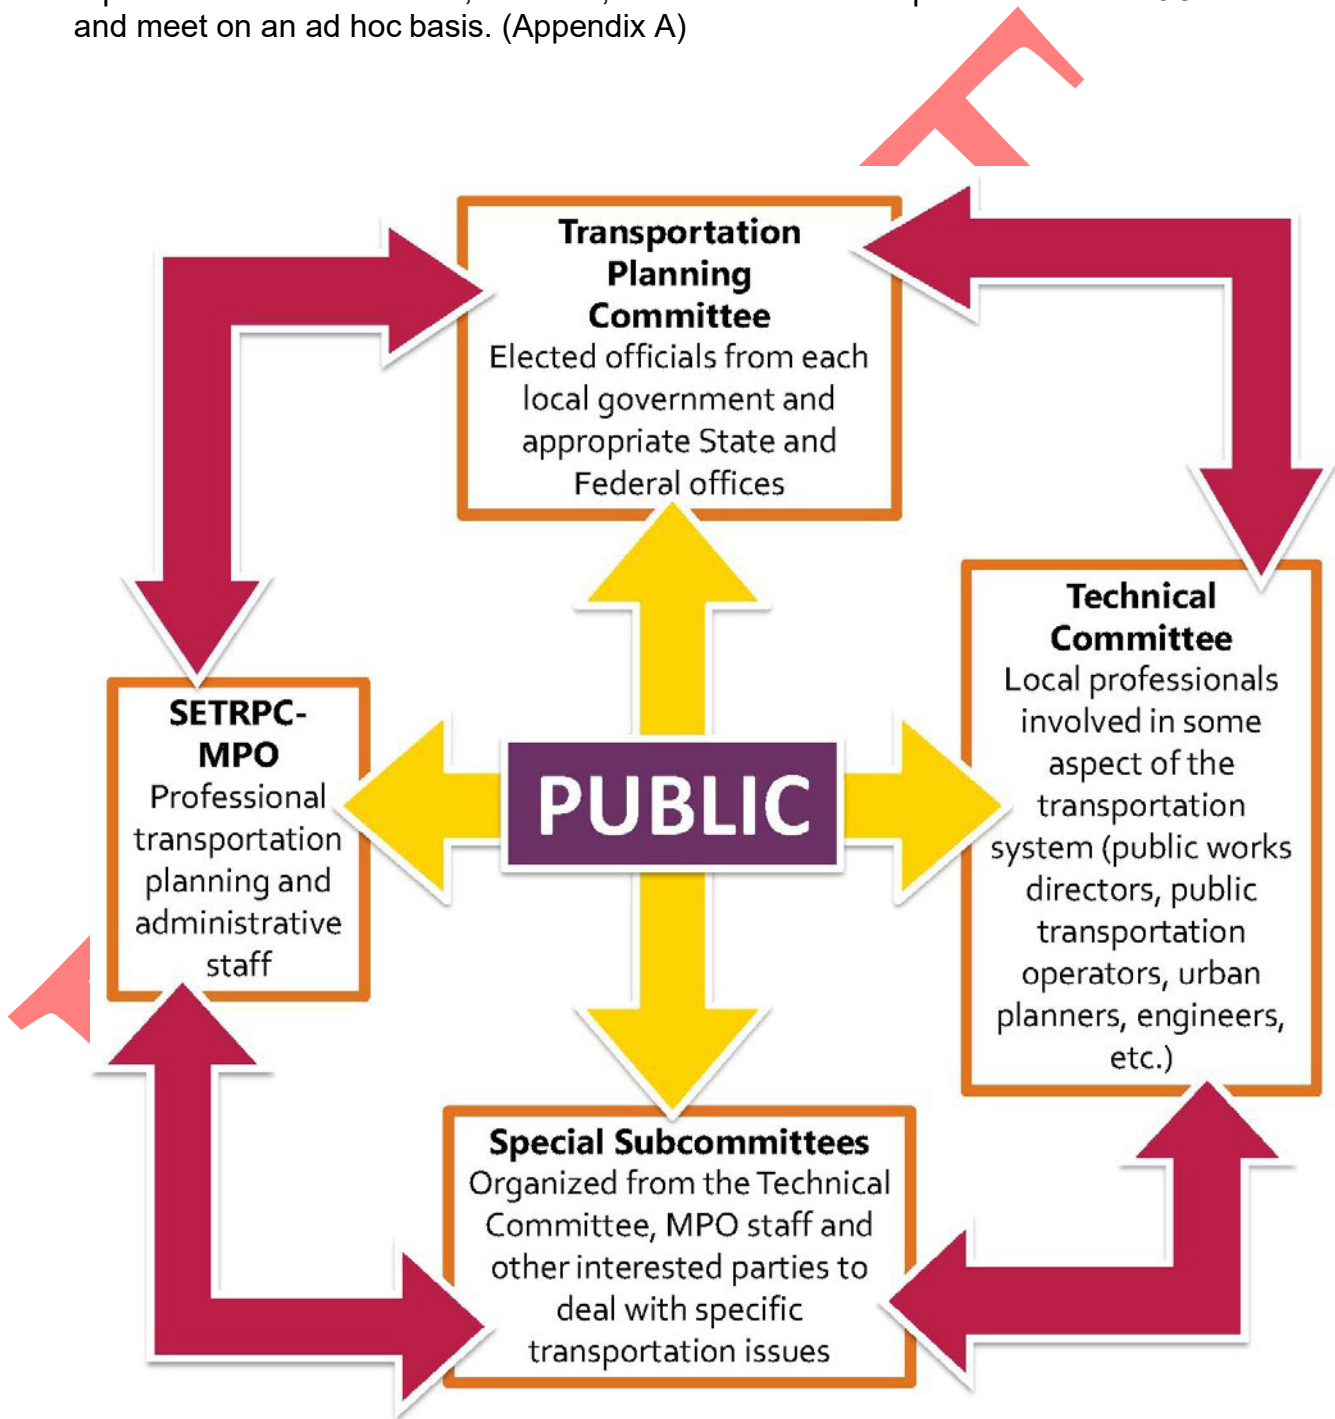 and meet on an ad hoc basis. (Appendix A)
Transportation
Planning
Committee
Elected officials from each
local government and
appropriate State and
Federal offices
Technical
Committee
Local professionals
involved in some
aspect of the
transportation
system (public works
directors, public
transportation
operators, urban
planners, engineers,
etc.)
SETRPC-
MPO
Professional
transportation
planning and
administrative
staff
PUBLIC
Special Subcommittees
Organized from the Technical
Committee, MPO staff and
other interested parties to
deal with specific
transportation issues